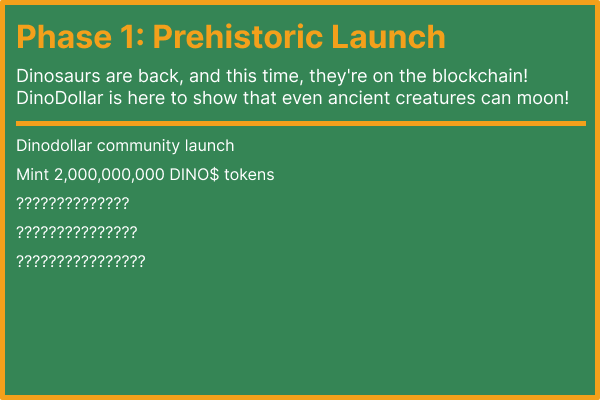 Phase 1: Prehistoric Launch
Dinosaurs are back, and this time, they're on the blockchain!
DinoDollar is here to show that even ancient creatures can moon!
Dinodollar community launch
Mint 2,000,000,000 DINO$ tokens
??????????????
???????????????
????????????????